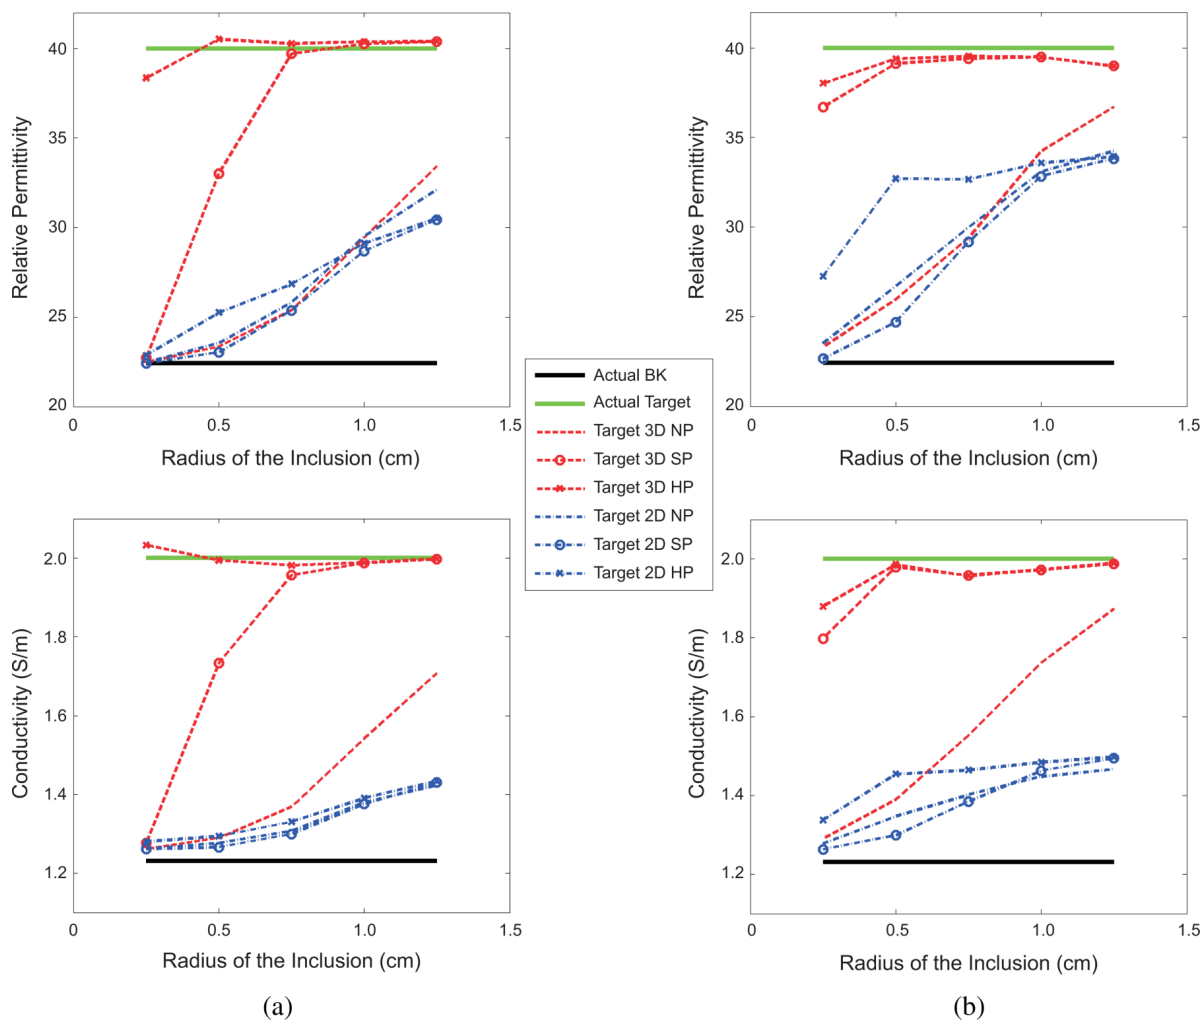 40
35
30
25
20
0
0.5
1.0
1.5
Relative Permittivity
Radius of the Inclusion (cm)
40
35
30
25
20
0
0.5
1.0
1.5
Relative Permittivity
Radius of the Inclusion (cm)
Actual BK
Actual Target
Target 3D NP
Target 3D SP
Target 3D HP
Target 2D NP
Target 2D SP
Target 2D HP
2.0
1.8
1.6
1.4
1.2
0
0.5
1.0
1.5
Conductivity (S/m)
Radius of the Inclusion (cm)
2.0
1.8
1.6
1.4
1.2
0
0.5
1.0
1.5
Conductivity (S/m)
Radius of the Inclusion (cm)
(a)
(b)